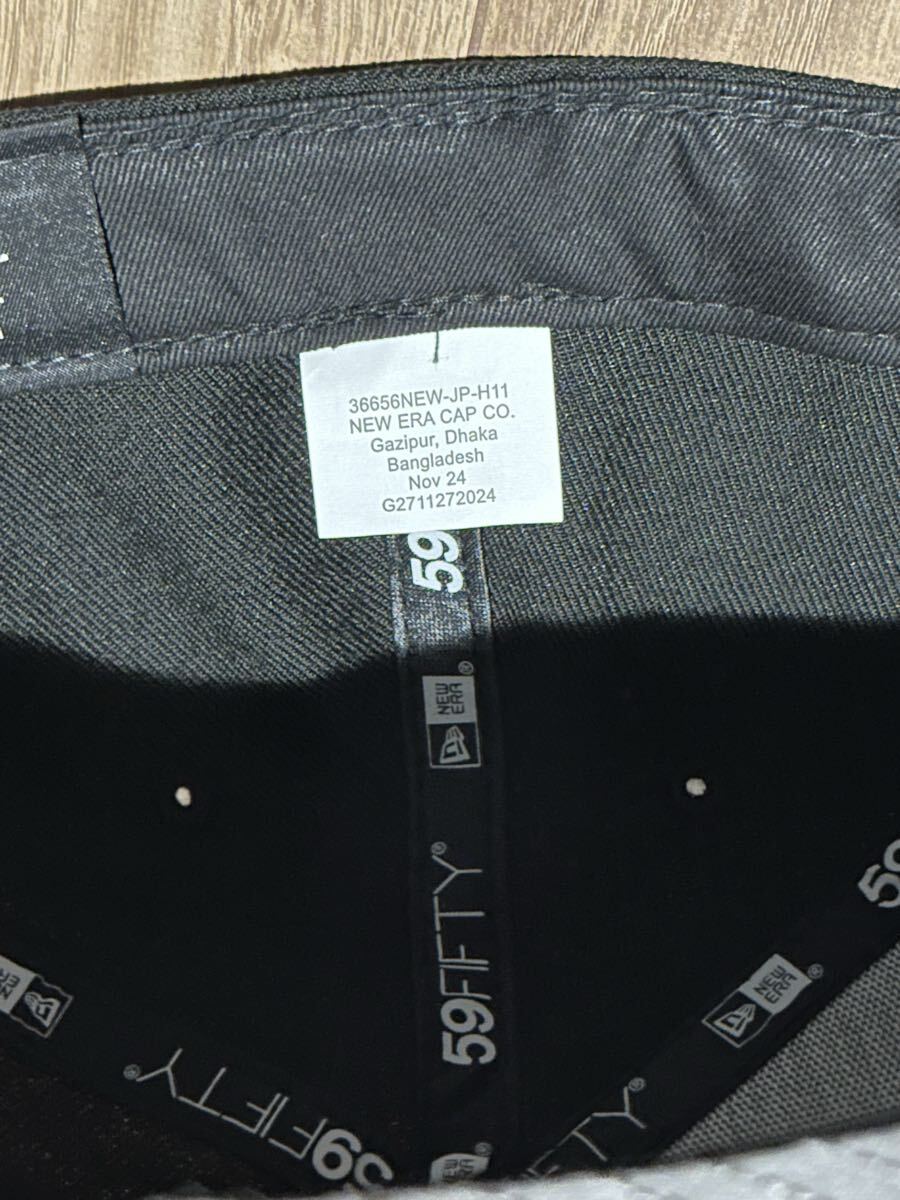 36656NEW-JP-H11
NEW ERA CAP CO.
Gazipur, Dhaka
Bangladesh
Nov 24
G2711272024
59
NEW ERA®
59FIFTY®
59
NEW ERA®
59FIFTY®
FIFTY®
NEW ERA